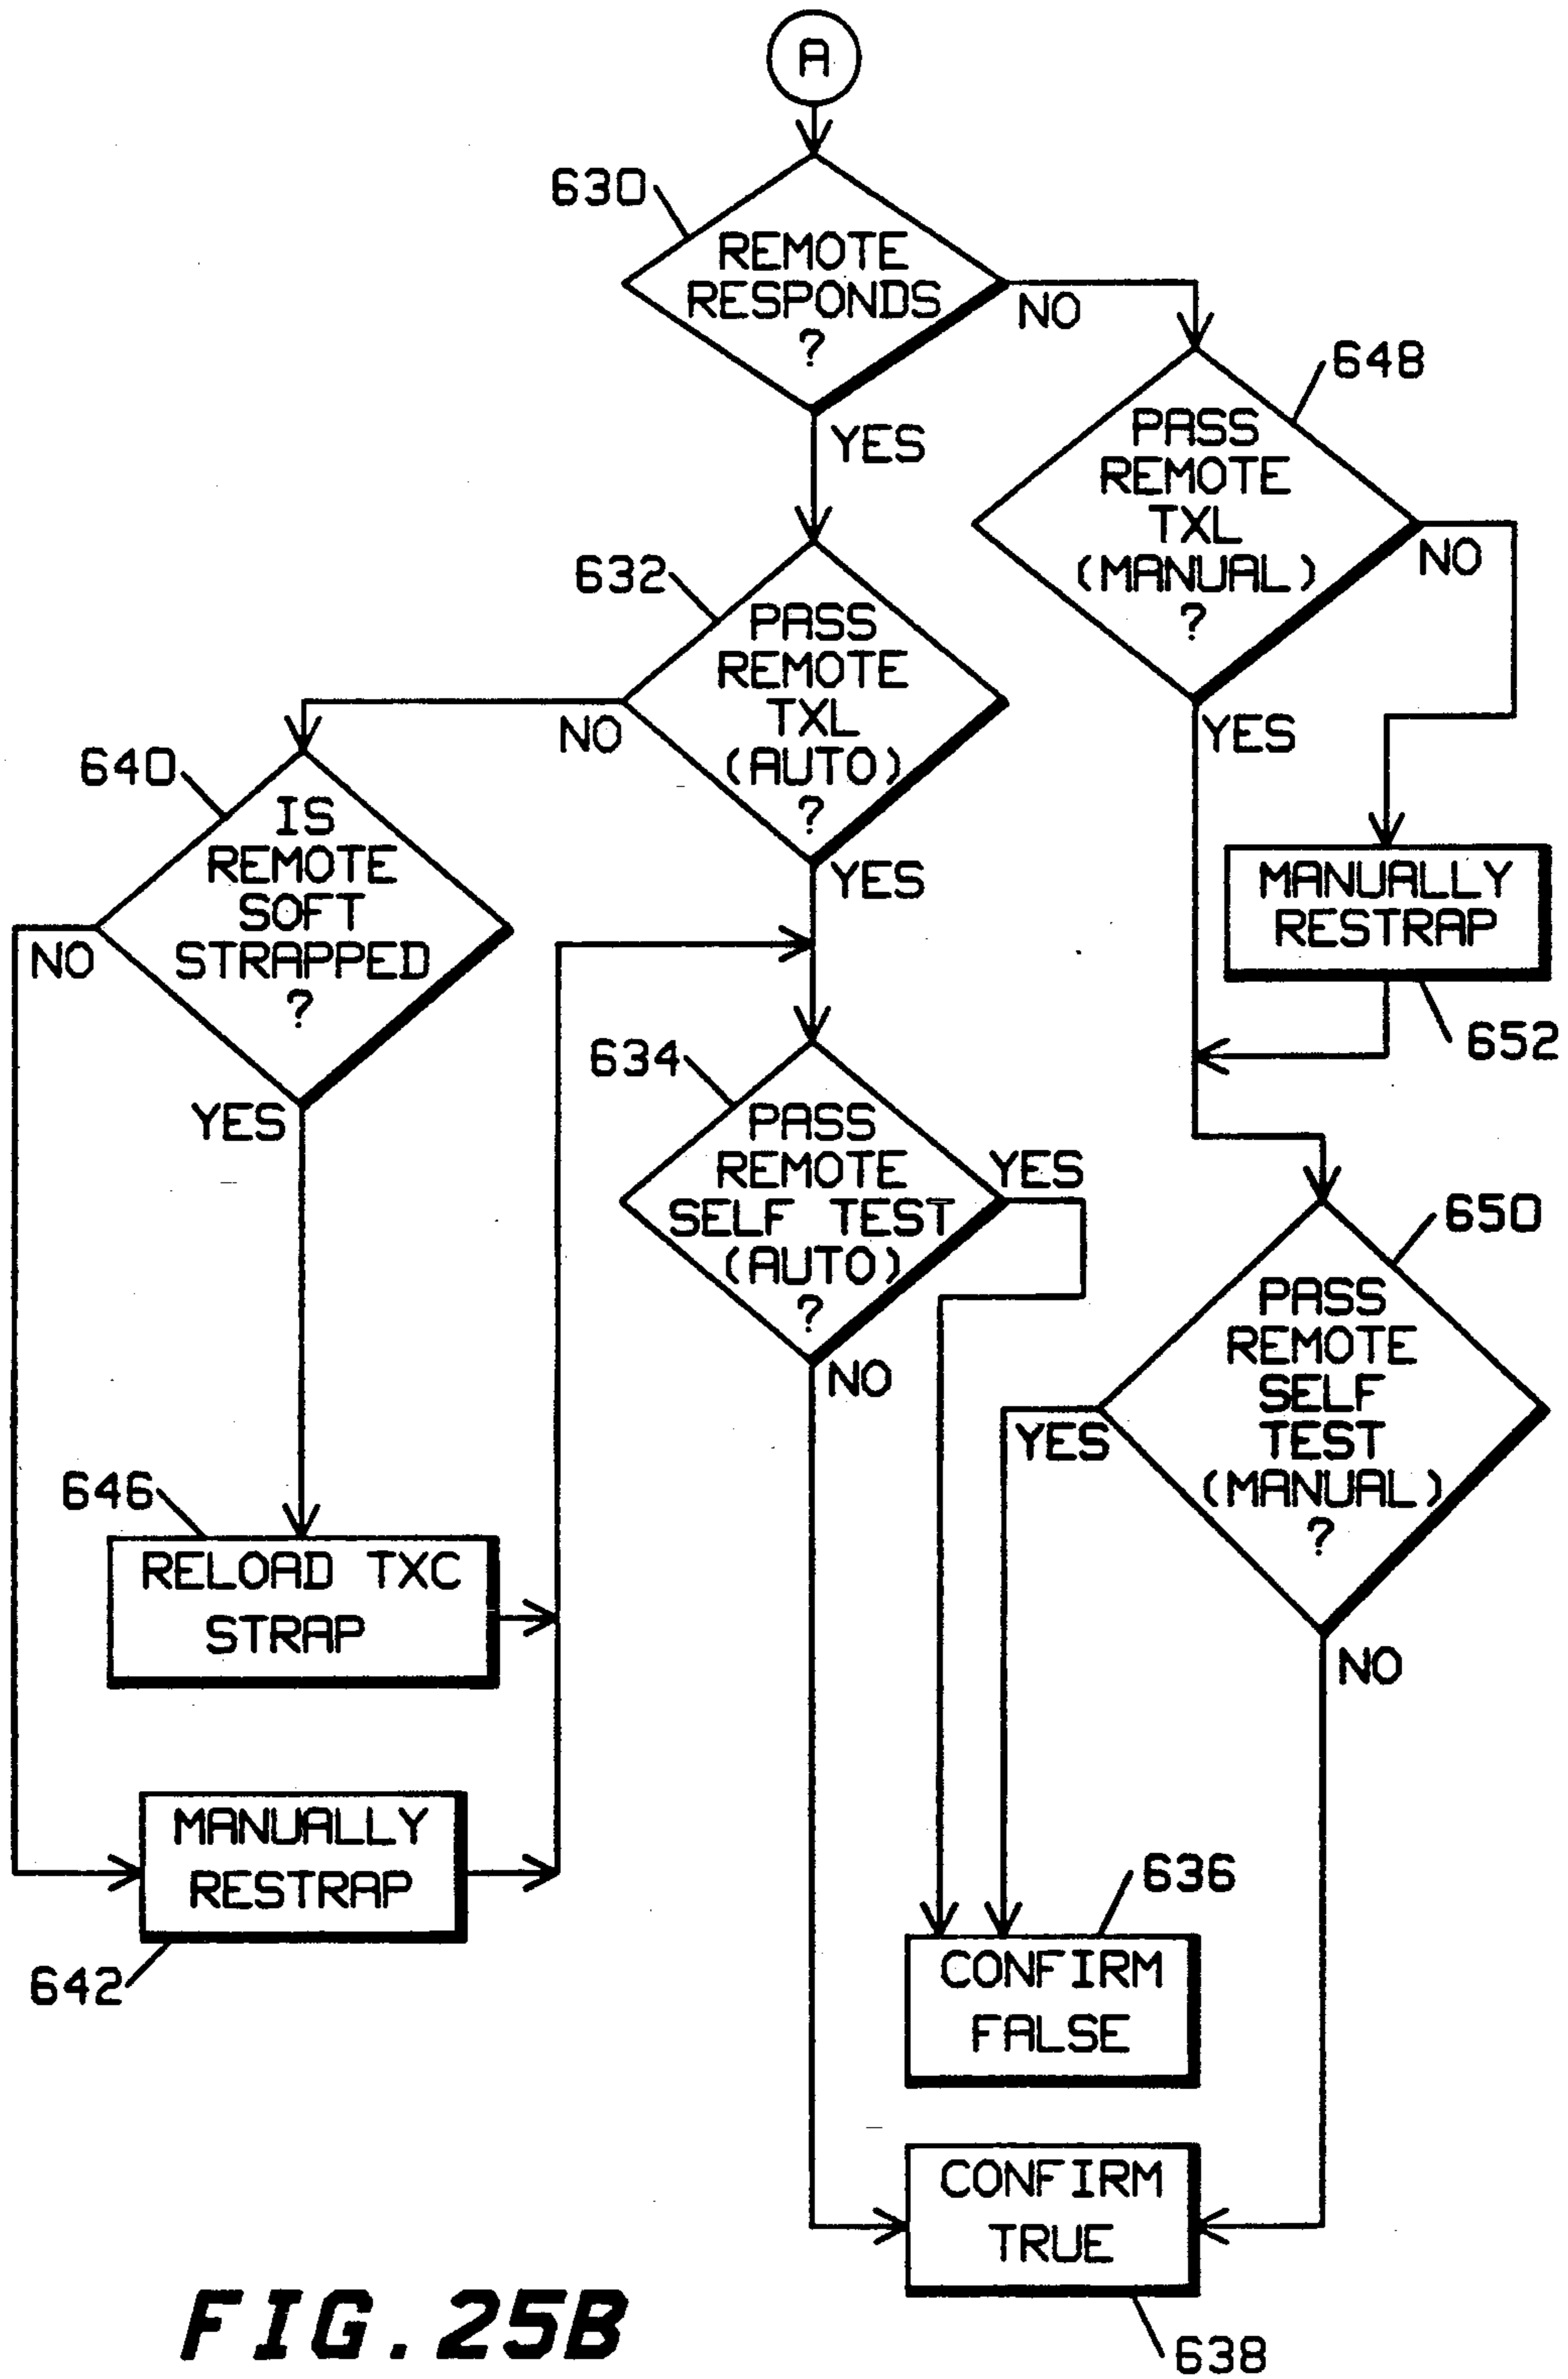 A
630
REMOTE
RESPONDS
?
NO
YES
648
PASS
REMOTE
TXL
(MANUAL)
?
NO
YES
632
PASS
REMOTE
TXL
(AUTO)
?
NO
YES
640
IS
REMOTE
SOFT
STRAPPED
?
NO
YES
MANUALLY
RESTRAP
652
634
PASS
REMOTE
SELF TEST
(AUTO)
?
YES
NO
650
PASS
REMOTE
SELF
TEST
(MANUAL)
?
YES
NO
646
RELOAD TXC
STRAP
MANUALLY
RESTRAP
642
636
CONFIRM
FALSE
CONFIRM
TRUE
638
FIG. 25B